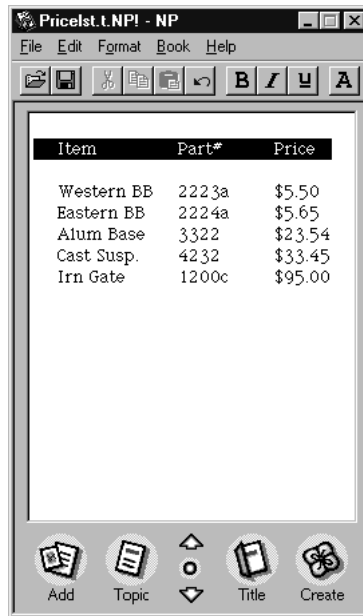 Pricelst.t.NP! - NP
File Edit Format Book Help
B I U A
Item Part# Price
Western BB 2223a $5.50
Eastern BB 2224a $5.65
Alum Base 3322 $23.54
Cast Susp. 4232 $33.45
Irn Gate 1200c $95.00
Add Topic Title Create